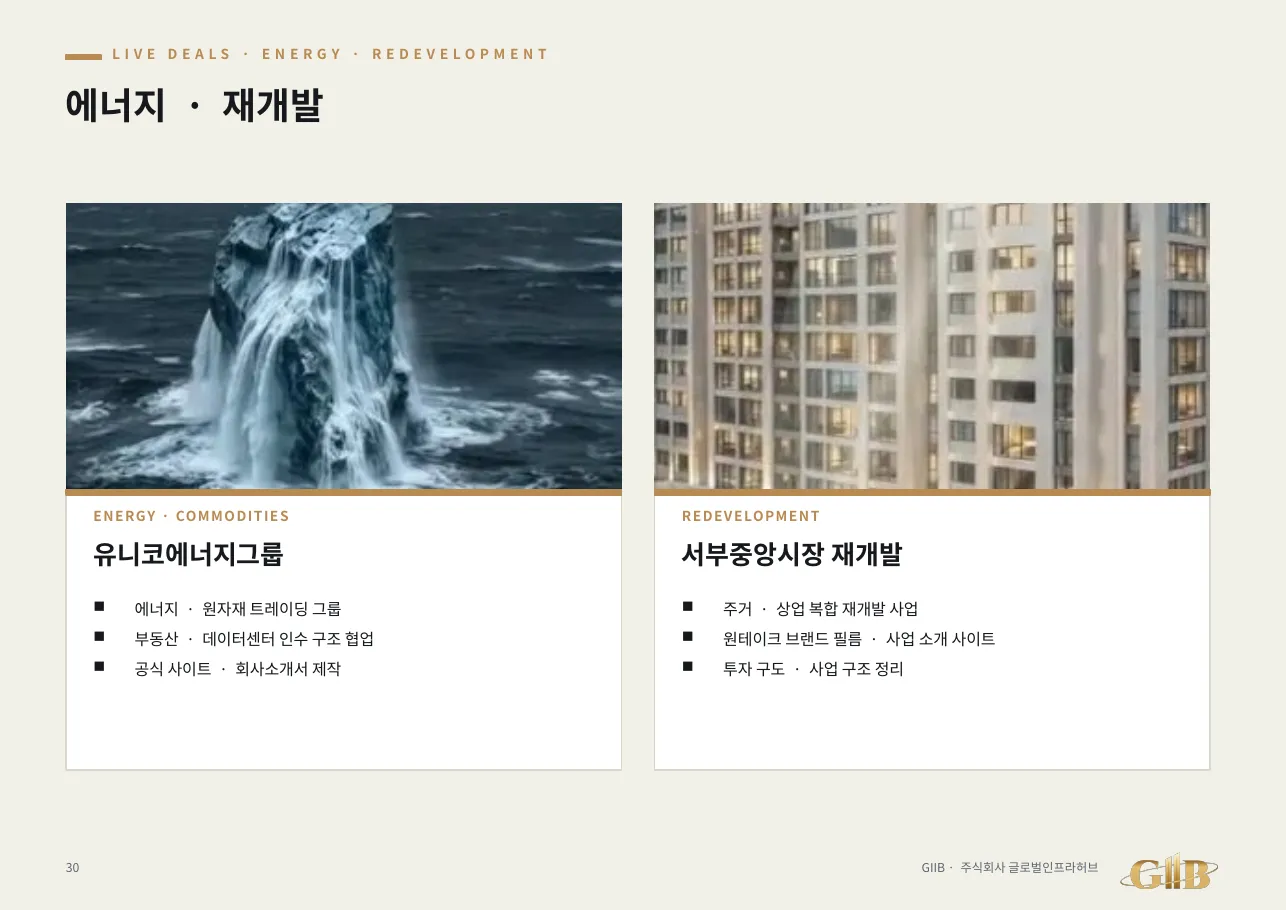 LIVE DEALS · ENERGY · REDEVELOPMENT
에너지 · 재개발
ENERGY · COMMODITIES
유니코에너지그룹
■ 에너지 · 원자재 트레이딩 그룹
■ 부동산 · 데이터센터 인수 구조 협업
■ 공식 사이트 · 회사소개서 제작
REDEVELOPMENT
서부중앙시장 재개발
■ 주거 · 상업 복합 재개발 사업
■ 원테이크 브랜드 필름 · 사업 소개 사이트
■ 투자 구도 · 사업 구조 정리
30
GIIB · 주식회사 글로벌인프라허브
GIIB